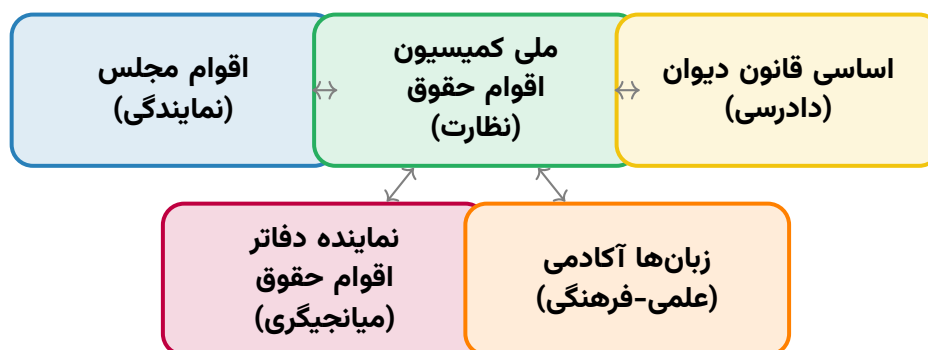 اساسی قانون دیوان
(دادرسی)
ملی کمیسیون
اقوام حقوق
(نظارت)
اقوام مجلس
(نمایندگی)
زبان‌ها آکادمی
(علمی-فرهنگی)
نماینده دفاتر
اقوام حقوق
(میانجیگری)